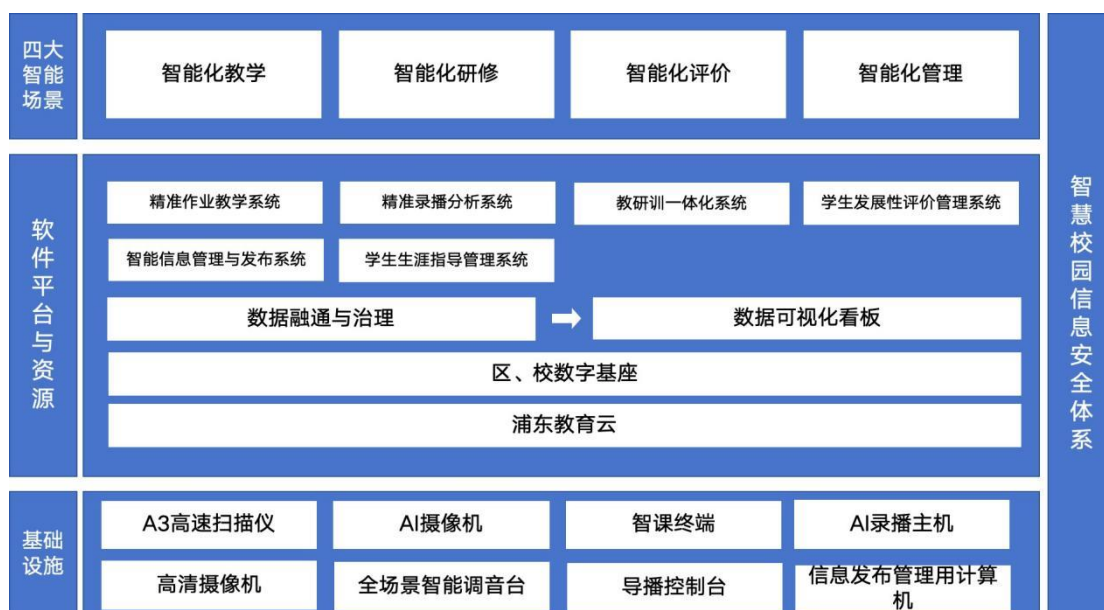 四大
智能
场景
智能化教学
智能化研修
智能化评价
智能化管理
软件平台与资源
精准作业教学系统
精准录播分析系统
教研训一体化系统
学生发展性评价管理系统
智能信息管理与发布系统
学生生涯指导管理系统
数据融通与治理
数据可视化看板
区、校数字基座
浦东教育云
基础
设施
A3高速扫描仪
AI摄像机
智课终端
AI录播主机
高清摄像机
全场景智能调音台
导播控制台
信息发布管理用计算
机
智慧校园信息安全体系